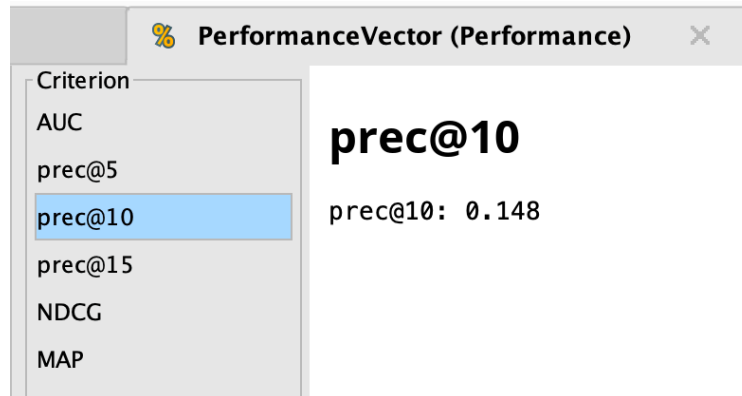 PerformanceVector (Performance)
Criterion
AUC
prec@5
prec@10
prec@15
NDCG
MAP
prec@10
prec@10: 0.148